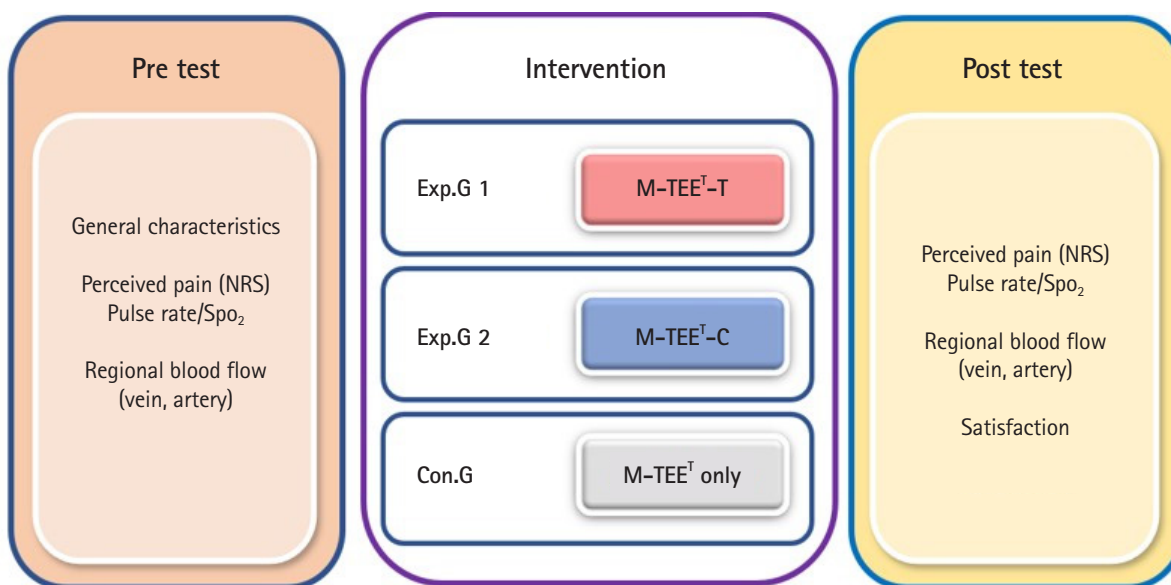 Pre test
General characteristics
Perceived pain (NRS)
Pulse rate/Spo₂
Regional blood flow
(vein, artery)
Intervention
Exp.G 1
M-TEEᵀ-T
Exp.G 2
M-TEEᵀ-C
Con.G
M-TEEᵀ only
Post test
Perceived pain (NRS)
Pulse rate/Spo₂
Regional blood flow
(vein, artery)
Satisfaction